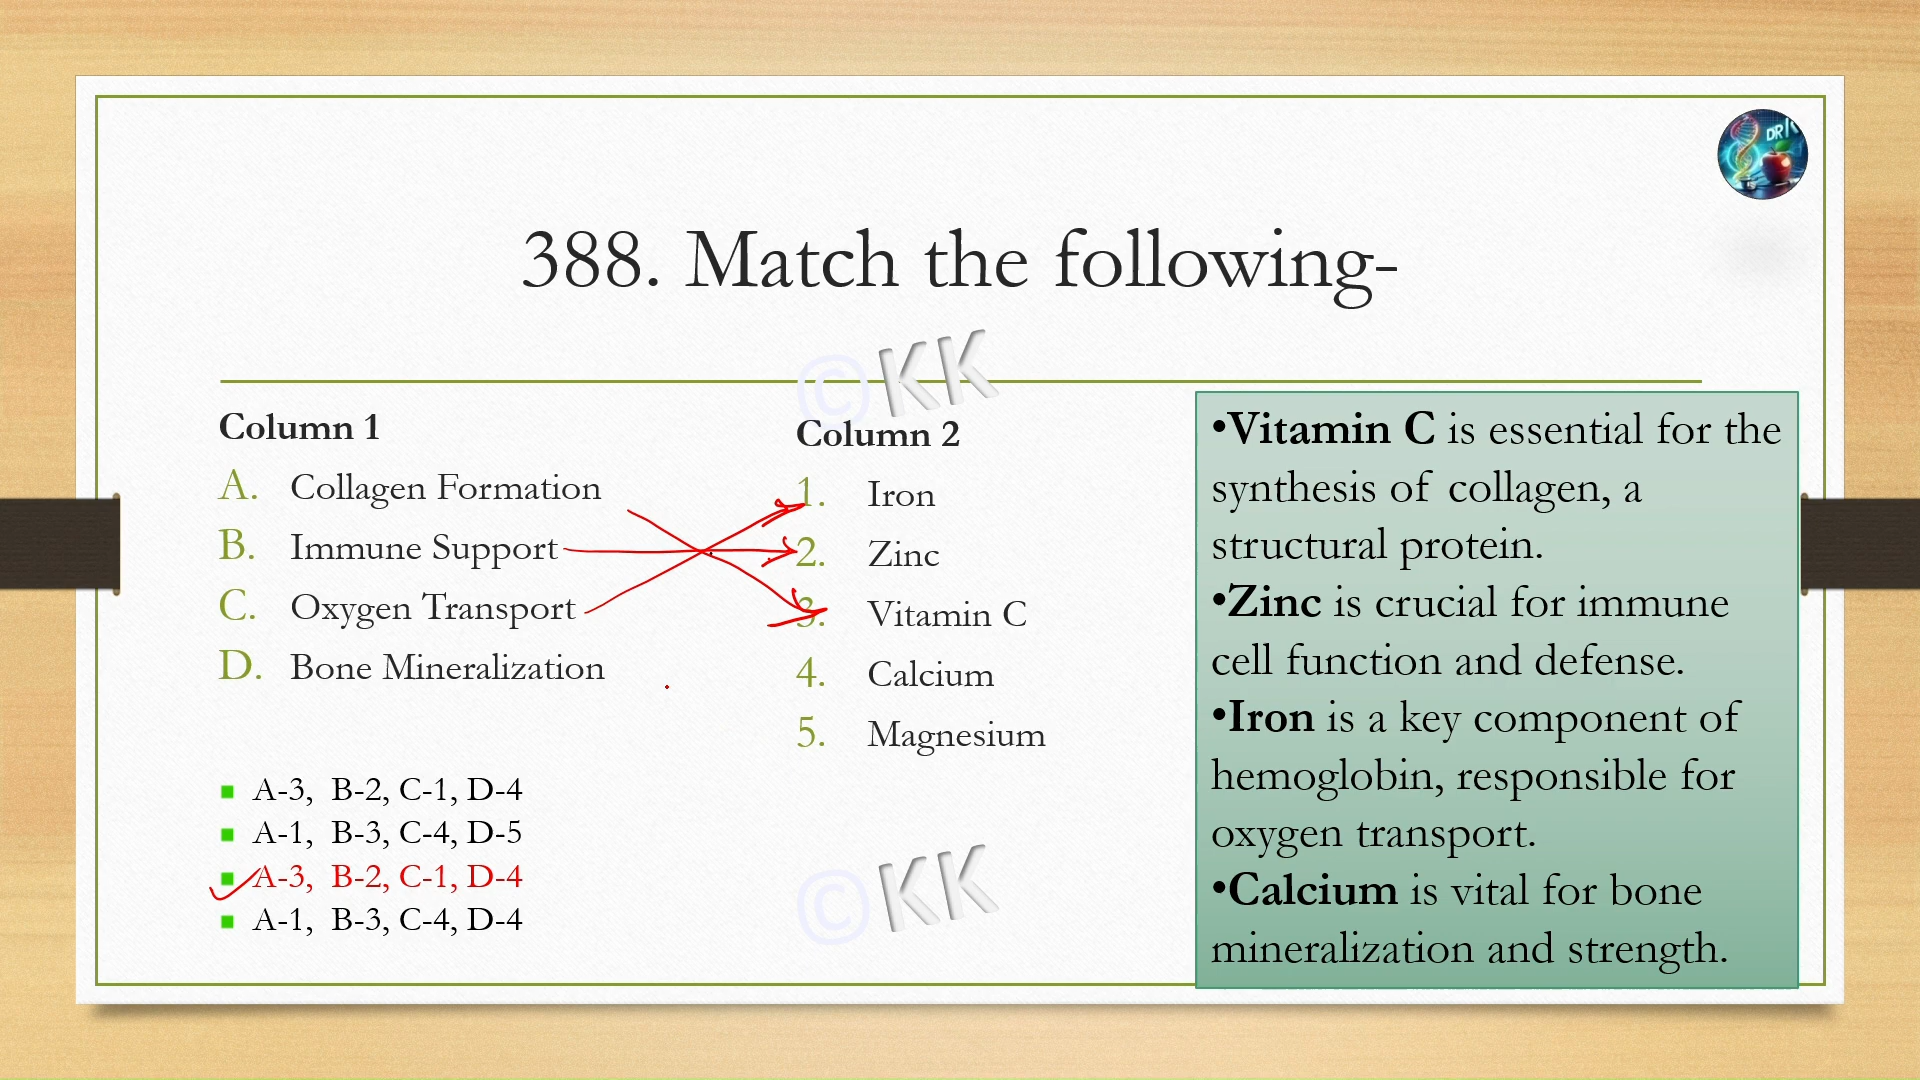 DR K
388. Match the following-
©KK
Column 1
A. Collagen Formation
B. Immune Support
C. Oxygen Transport
D. Bone Mineralization
Column 2
1. Iron
2. Zinc
3. Vitamin C
4. Calcium
5. Magnesium
A-3, B-2, C-1, D-4
A-1, B-3, C-4, D-5
A-3, B-2, C-1, D-4
A-1, B-3, C-4, D-4
©KK
•Vitamin C is essential for the
synthesis of collagen, a
structural protein.
•Zinc is crucial for immune
cell function and defense.
•Iron is a key component of
hemoglobin, responsible for
oxygen transport.
•Calcium is vital for bone
mineralization and strength.